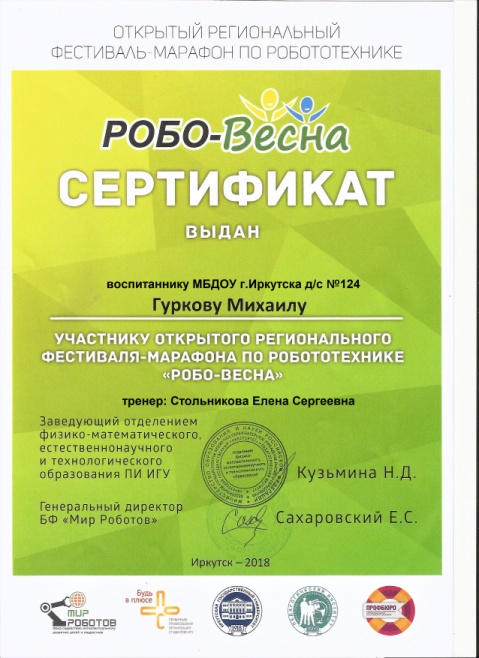 ОТКРЫТЫЙ РЕГИОНАЛЬНЫЙ
ФЕСТИВАЛЬ-МАРАФОН ПО РОБОТОТЕХНИКЕ
РОБО-Весна
СЕРТИФИКАТ
ВЫДАН
воспитаннику МБДОУ г.Иркутска д/с №124
Гуркову Михаилу
УЧАСТНИКУ ОТКРЫТОГО РЕГИОНАЛЬНОГО
ФЕСТИВАЛЯ-МАРАФОНА ПО РОБОТОТЕХНИКЕ
«РОБО-ВЕСНА»
тренер: Стольникова Елена Сергеевна
Заведующий отделением
физико-математического,
естественнонаучного
и технологического
образования ПИ ИГУ
Кузьмина Н.Д.
Генеральный директор
БФ «Мир Роботов»
Сахаровский Е.С.
Иркутск – 2018
МИР
РОБОТОВ
Будь
в плюсе
ПРОФБЮРО